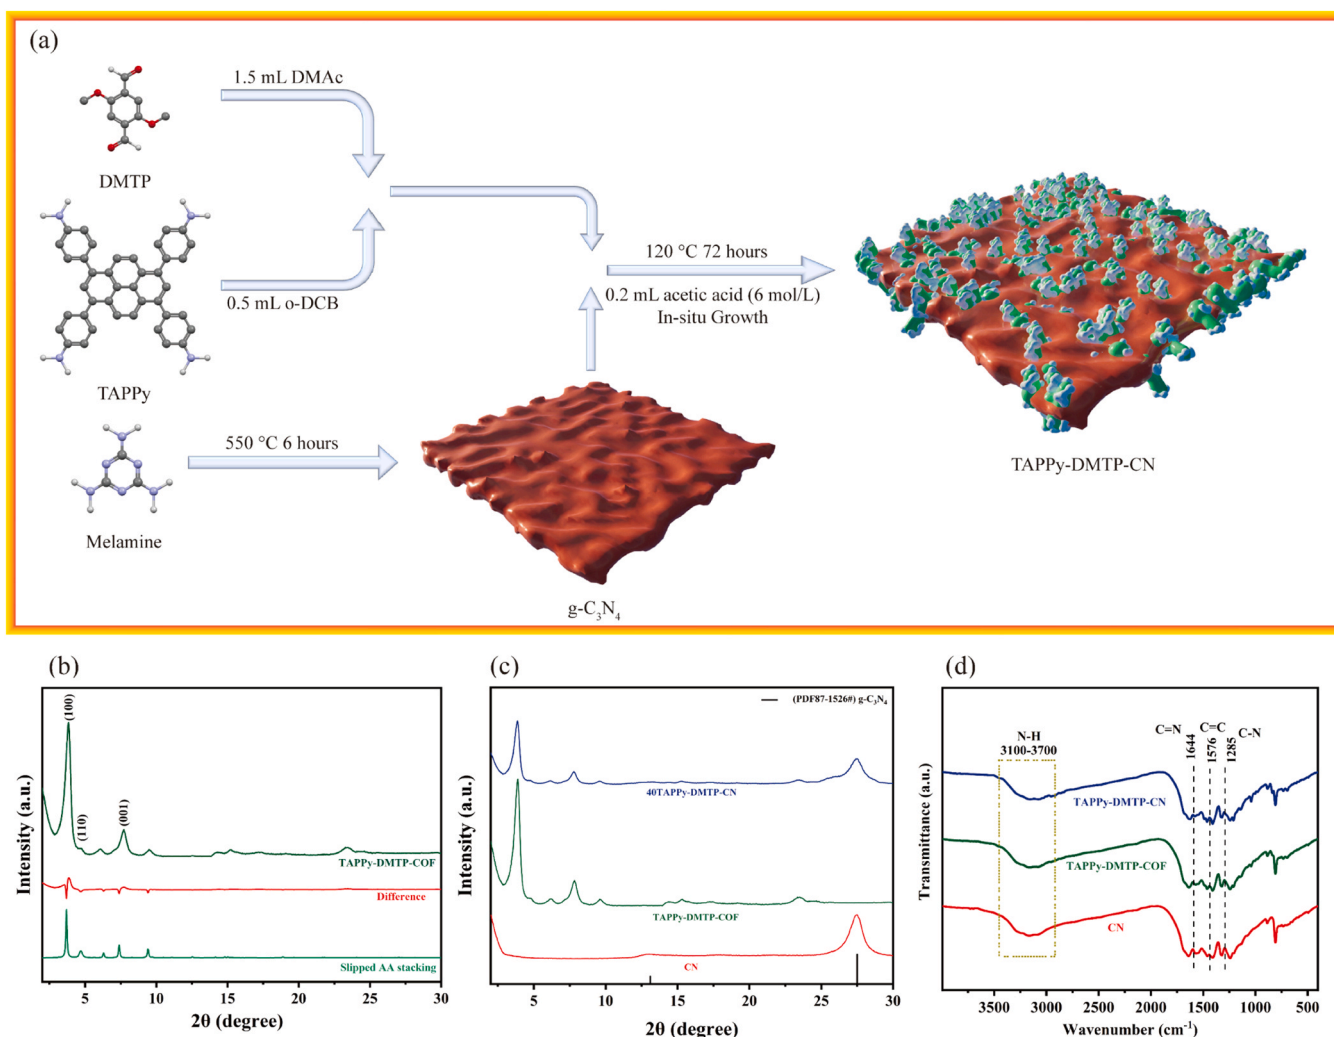 (a)
1.5 mL DMAc
DMTP
0.5 mL o-DCB
TAPPy
120 °C 72 hours
0.2 mL acetic acid (6 mol/L)
In-situ Growth
TAPPy-DMTP-CN
550 °C 6 hours
Melamine
g-C₃N₄
(b)
(100)
(110)
(001)
TAPPy-DMTP-COF
Difference
Slipped AA stacking
Intensity (a.u.)
5 10 15 20 25 30
2θ (degree)
(c)
(PDF87-1526#) g-C₃N₄
40TAPPy-DMTP-CN
TAPPy-DMTP-COF
CN
Intensity (a.u.)
5 10 15 20 25 30
2θ (degree)
(d)
N-H
3100-3700
C=N
1644
C=C
1576
C-N
1285
TAPPy-DMTP-CN
TAPPy-DMTP-COF
CN
Transmittance (a.u.)
3500 3000 2500 2000 1500 1000 500
Wavenumber (cm⁻¹)